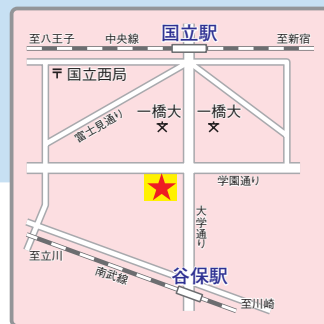 国立駅
至八王子
中央線
至新宿
〒国立西局
一橋大
一橋大
富士見通り
学園通り
大学通り
至立川
南武線
谷保駅
至川崎